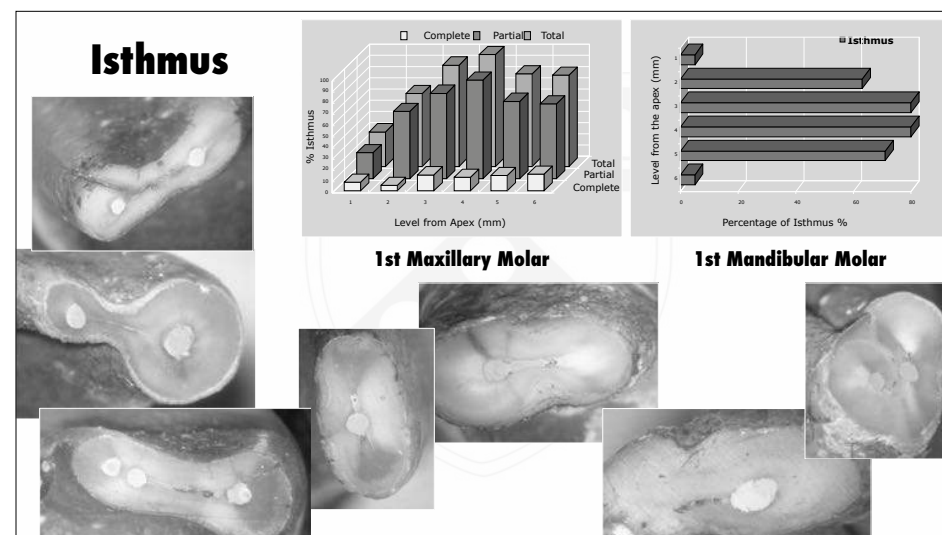 Isthmus
Complete Partial Total
100
90
80
70
60
50
40
30
20
10
0
% Isthmus
1 2 3 4 5 6
Total
Partial
Complete
Level from Apex (mm)
1st Maxillary Molar
Isthmus
Level from the apex (mm)
1
2
3
4
5
6
0 20 40 60 60 80
Percentage of Isthmus %
1st Mandibular Molar